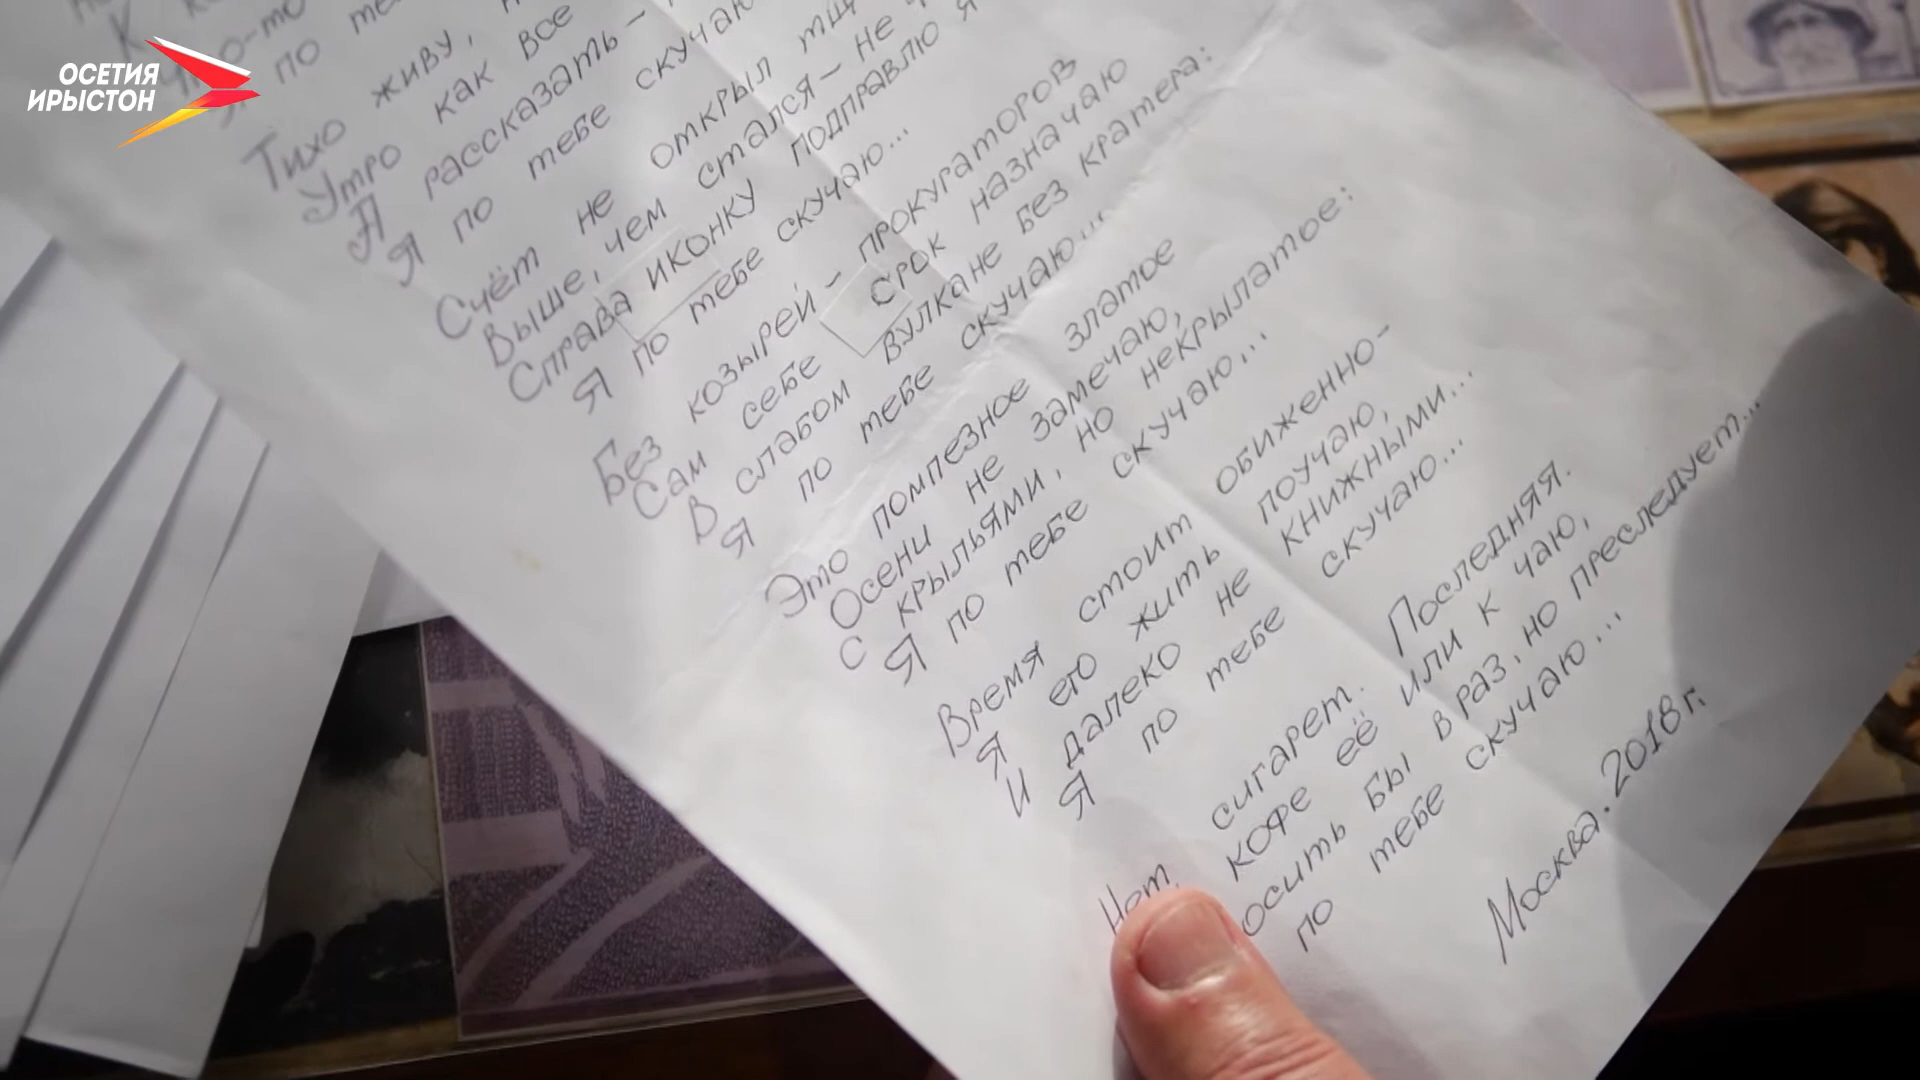 ОСЕТИЯ
ИРЫСТОН
К
по
Тихо живу,
Утро как все
А рассказать –
Я по тебе скучаю
Счёт не открыл
Выше, чем стался – не
Справа иконку подправлю
Я по тебе скучаю...
Без козырей – прокураторов
Сам себе срок назначаю
В слабом вулкане без кратера:
Я по тебе скучаю...
Это помпезное златое
Осени не замечаю,
С крыльями, но некрылатое:
Я по тебе скучаю...
Время стоит обиженно –
Я его жить поучаю,
И далеко не книжными...
Я по тебе скучаю...
Нет сигарет. Последняя.
кофе её или к чаю,
осить бы в раз, но преследует...
по тебе скучаю...
Москва. 2018 г.